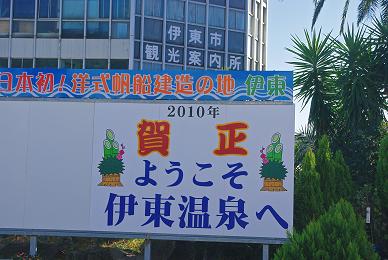 伊東市
観光案内所
日本初!洋式帆船建造の地 伊東
2010年
賀正
ようこそ
伊東温泉へ